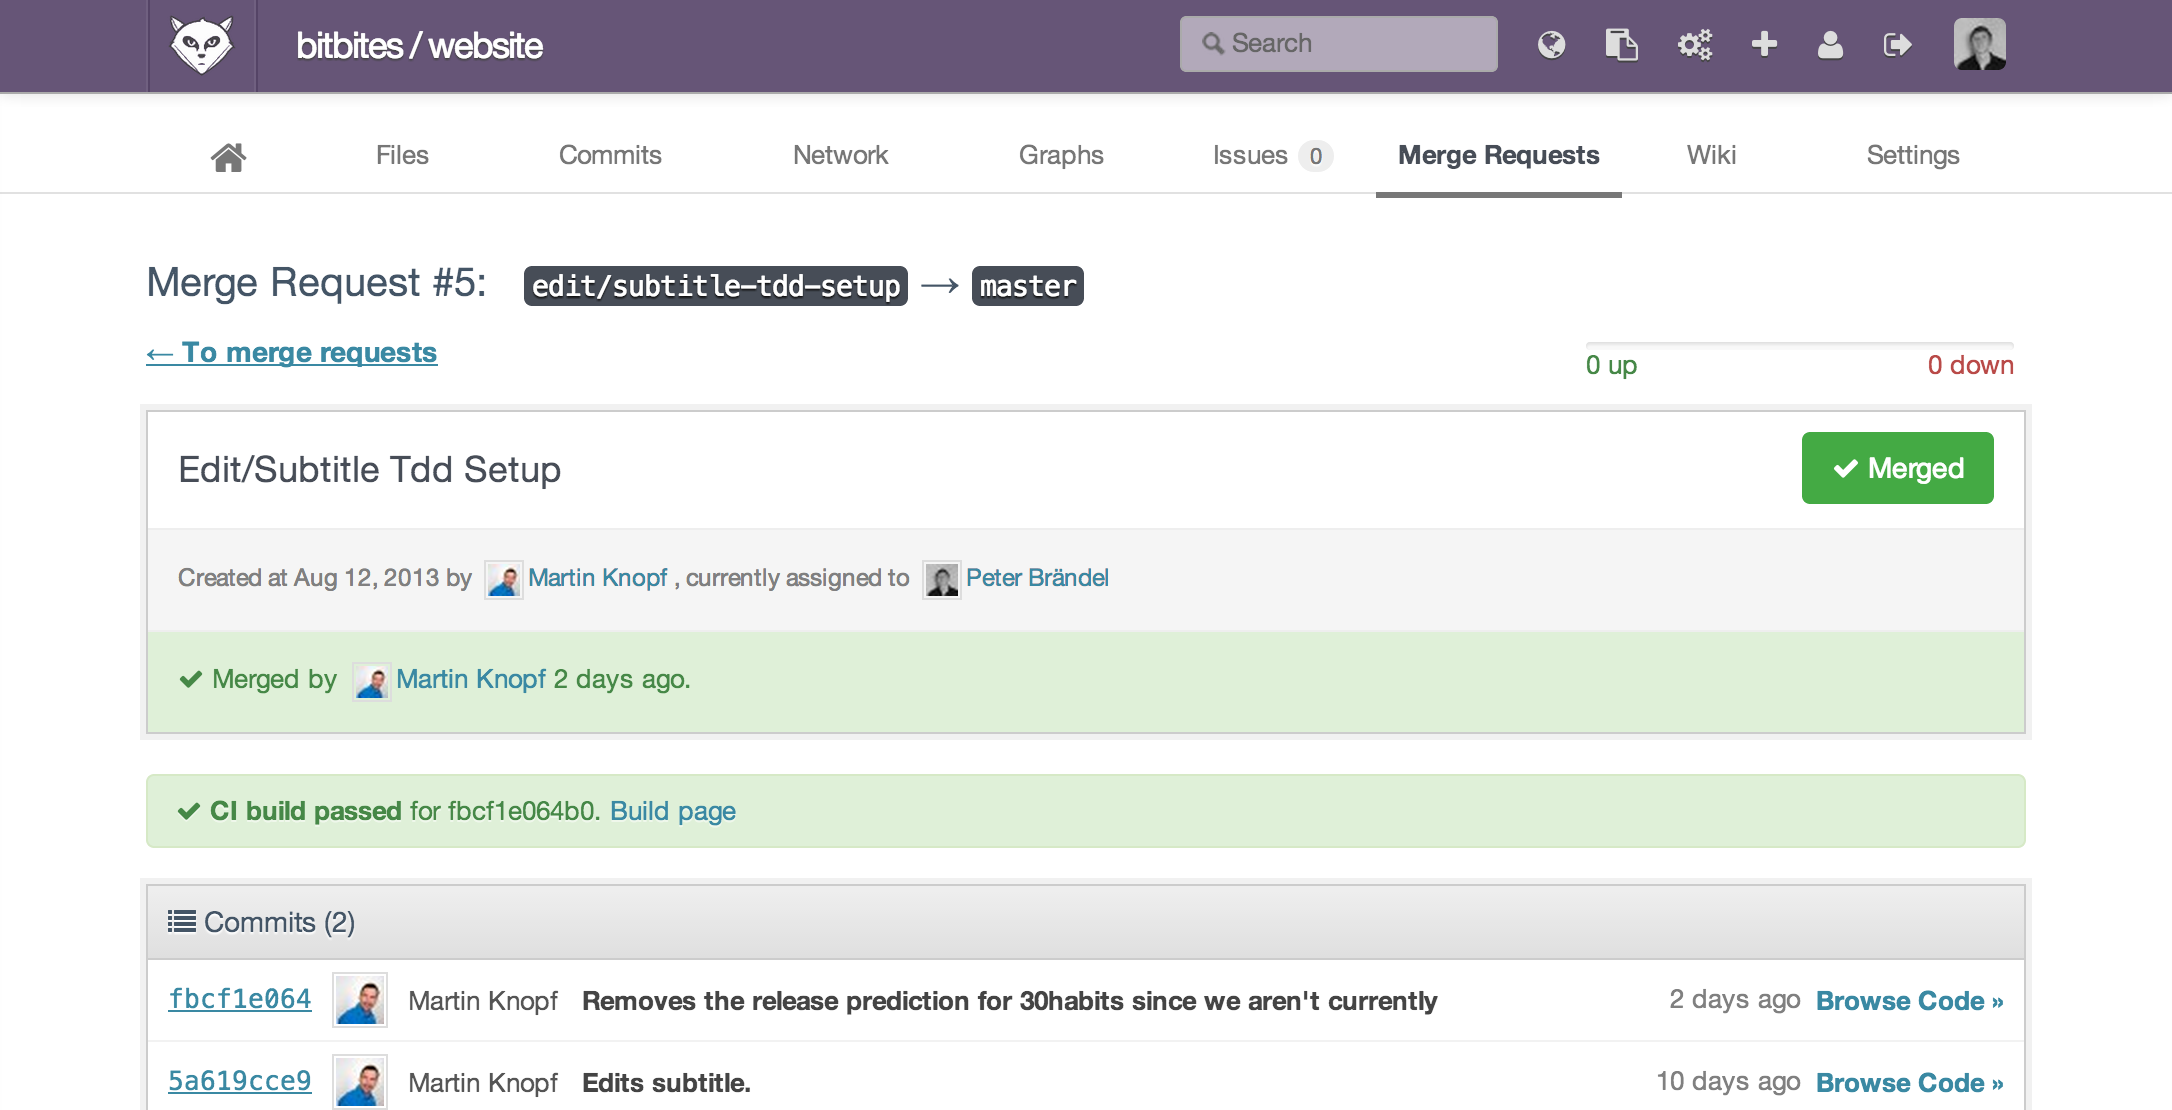 bitbites / website
Search
Files Commits Network Graphs Issues 0 Merge Requests Wiki Settings
Merge Request #5: edit/subtitle-tdd-setup → master
← To merge requests
0 up 0 down
Edit/Subtitle Tdd Setup
Merged
Created at Aug 12, 2013 by Martin Knopf , currently assigned to Peter Brändel
Merged by Martin Knopf 2 days ago.
CI build passed for fbcf1e064b0. Build page
Commits (2)
fbcf1e064 Martin Knopf Removes the release prediction for 30habits since we aren't currently 2 days ago Browse Code »
5a619cce9 Martin Knopf Edits subtitle. 10 days ago Browse Code »